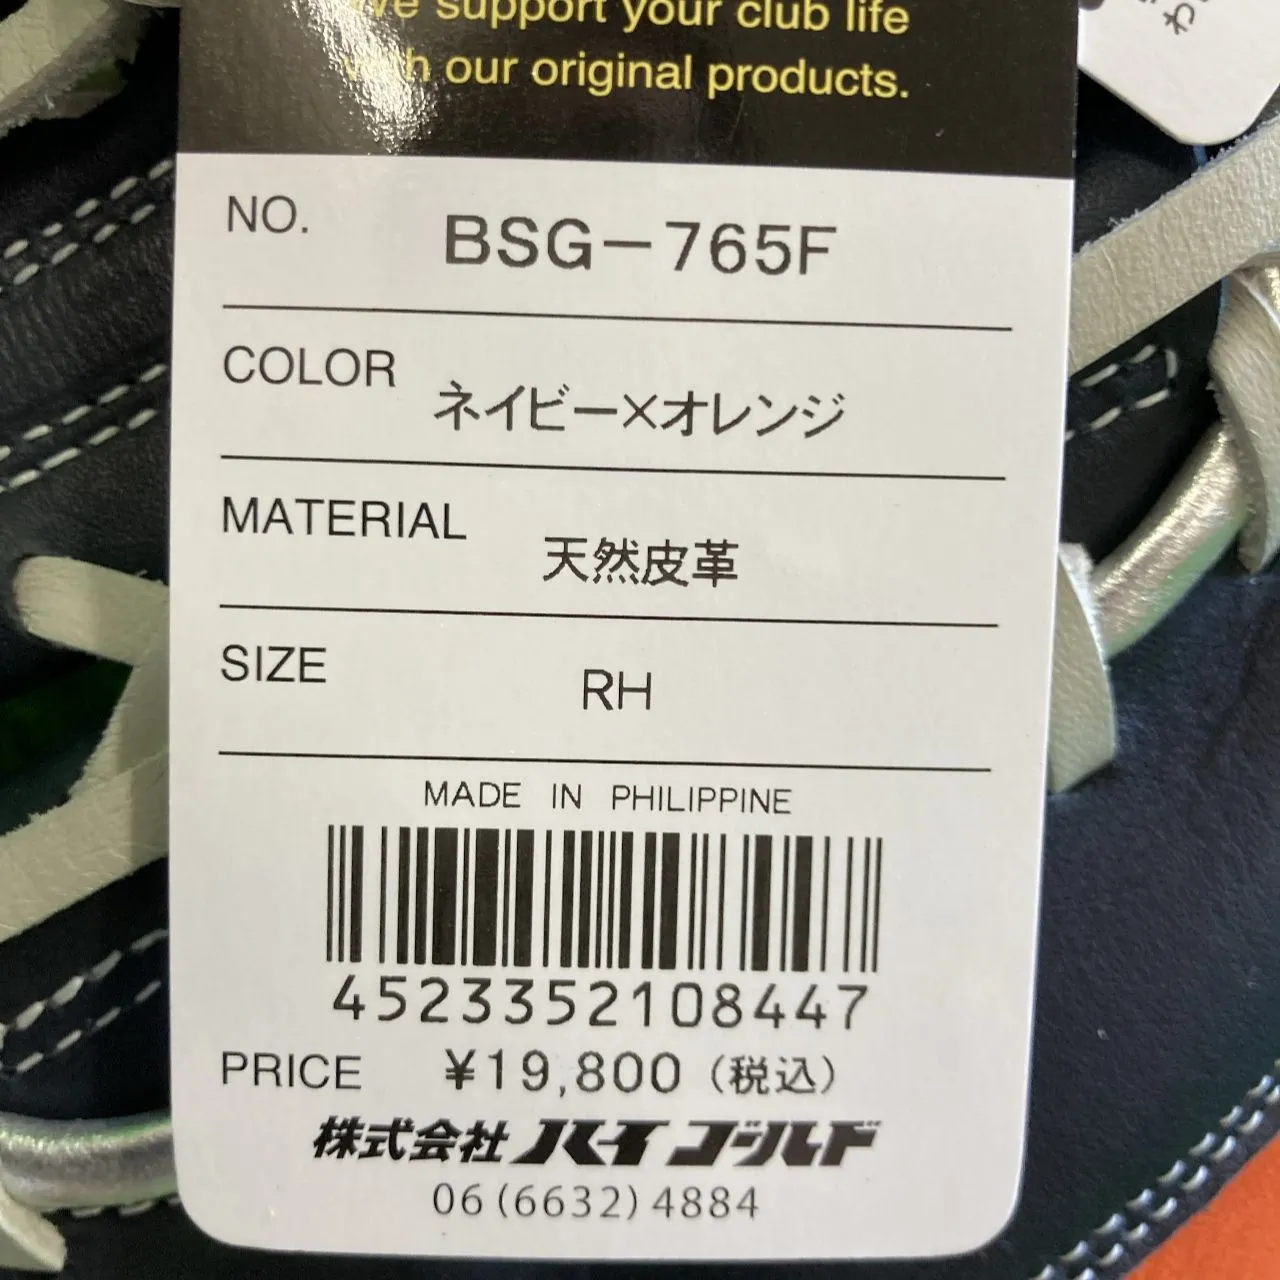 We support your club life
with our original products.
NO. BSG-765F
COLOR ネイビー×オレンジ
MATERIAL 天然皮革
SIZE RH
MADE IN PHILIPPINE
4523352108447
PRICE ¥19,800（税込）
株式会社ハイゴールド
06(6632)4884